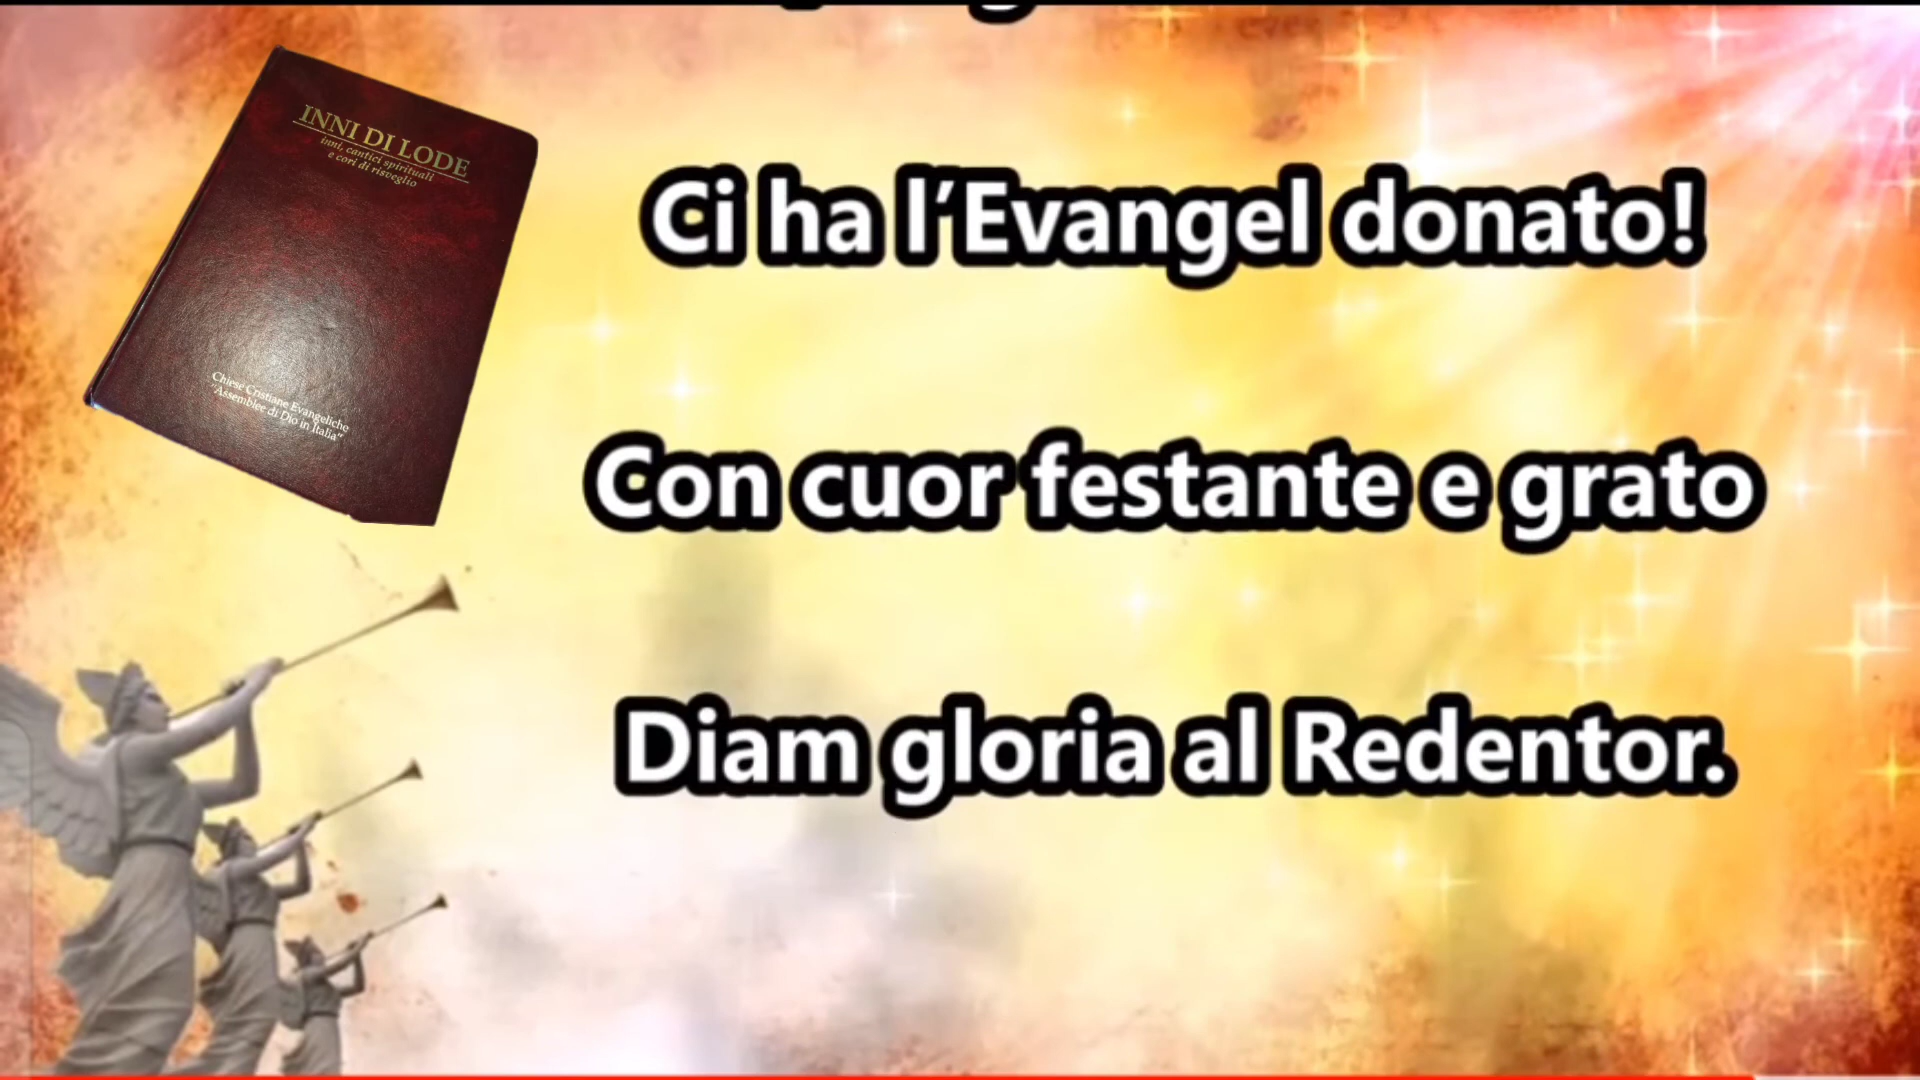 INNI DI LODE
inni, cantici spirituali
e cori di risveglio
Chiese Cristiane Evangeliche
"Assemblee di Dio in Italia"
Ci ha l'Evangel donato!
Con cuor festante e grato
Diam gloria al Redentor.